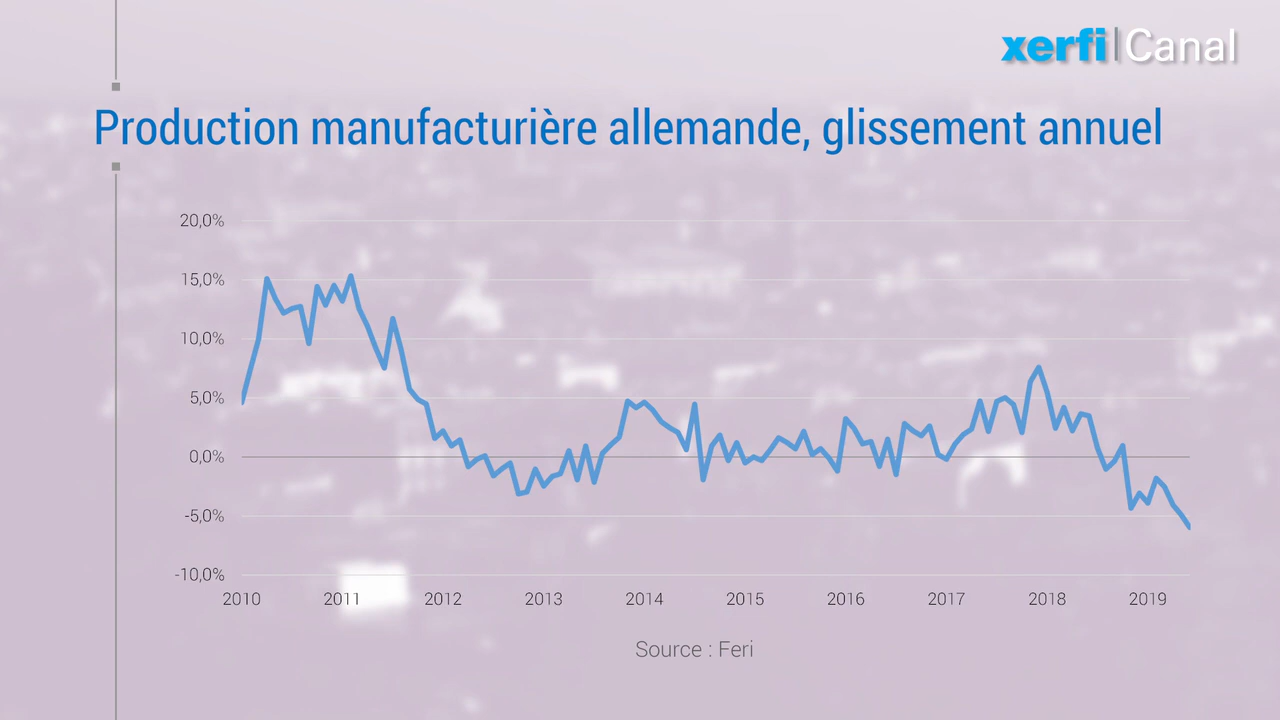 xerfi Canal
Production manufacturière allemande, glissement annuel
20,0%
15,0%
10,0%
5,0%
0,0%
-5,0%
-10,0%
2010 2011 2012 2013 2014 2015 2016 2017 2018 2019
Source : Feri